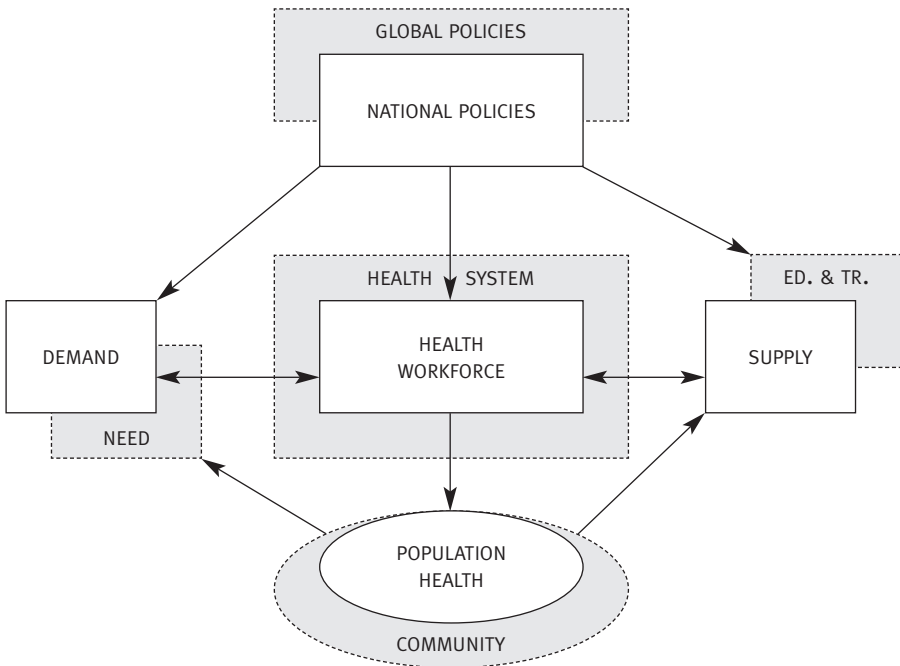 GLOBAL POLICIES
NATIONAL POLICIES
HEALTH SYSTEM
ED. & TR.
DEMAND
HEALTH
WORKFORCE
SUPPLY
NEED
POPULATION
HEALTH
COMMUNITY